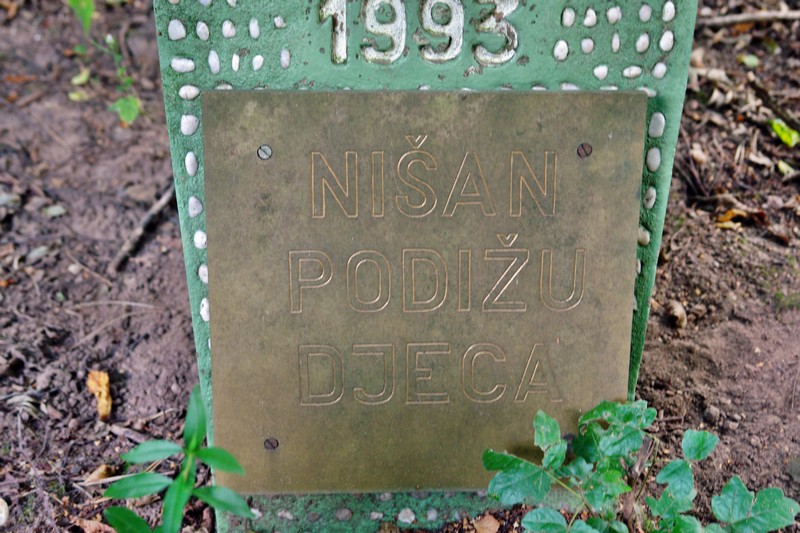 1993
NIŠAN
PODIŽU
DJECA